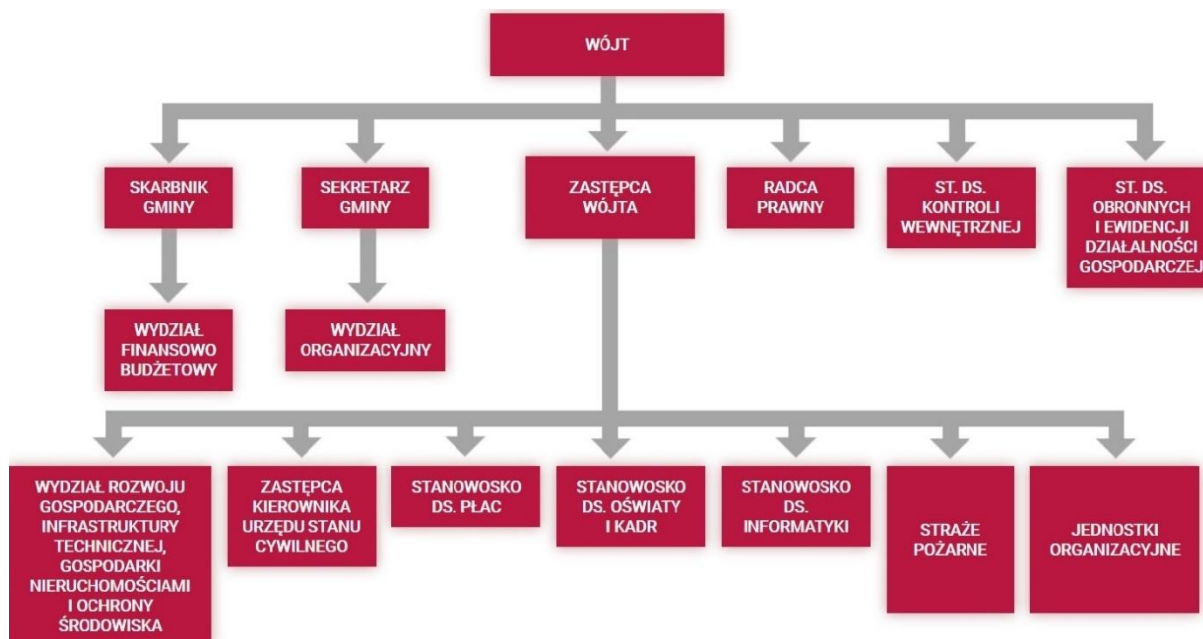 WÓJT
SKARBNIK
GMINY
SEKRETARZ
GMINY
ZASTĘPCA
WÓJTA
RADCA
PRAWNY
ST. DS.
KONTROLI
WEWNĘTRZNEJ
ST. DS.
OBRONNYCH
I EWIDENCJI
DZIAŁALNOŚCI
GOSPODARCZEJ
WYDZIAŁ
FINANSOWO
BUDŻETOWY
WYDZIAŁ
ORGANIZACYJNY
WYDZIAŁ ROZWOJU
GOSPODARCZEGO,
INFRASTRUKTURY
TECHNICZNEJ,
GOSPODARKI
NIERUCHOMOŚCIAMI
I OCHRONY
ŚRODOWISKA
ZASTĘPCA
KIEROWNIKA
URZĘDU STANU
CYWILNEGO
STANOWOSKO
DS. PŁAC
STANOWOSKO
DS. OŚWIATY
I KADR
STANOWOSKO
DS.
INFORMATYKI
STRAŻE
POŻARNE
JEDNOSTKI
ORGANIZACYJNE